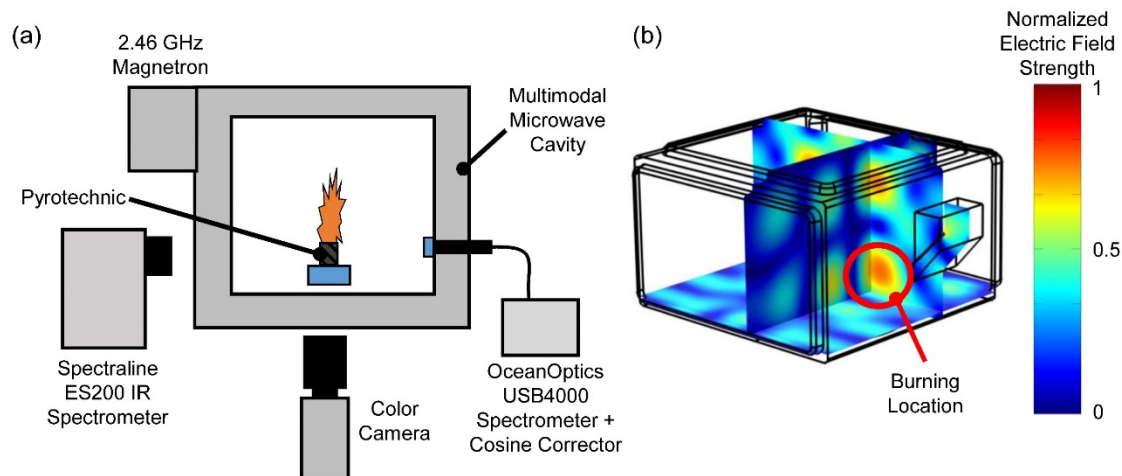 (a)
2.46 GHz
Magnetron
Multimodal
Microwave
Cavity
Pyrotechnic
Spectraline
ES200 IR
Spectrometer
Color
Camera
OceanOptics
USB4000
Spectrometer +
Cosine Corrector
(b)
Normalized
Electric Field
Strength
1
0.5
0
Burning
Location